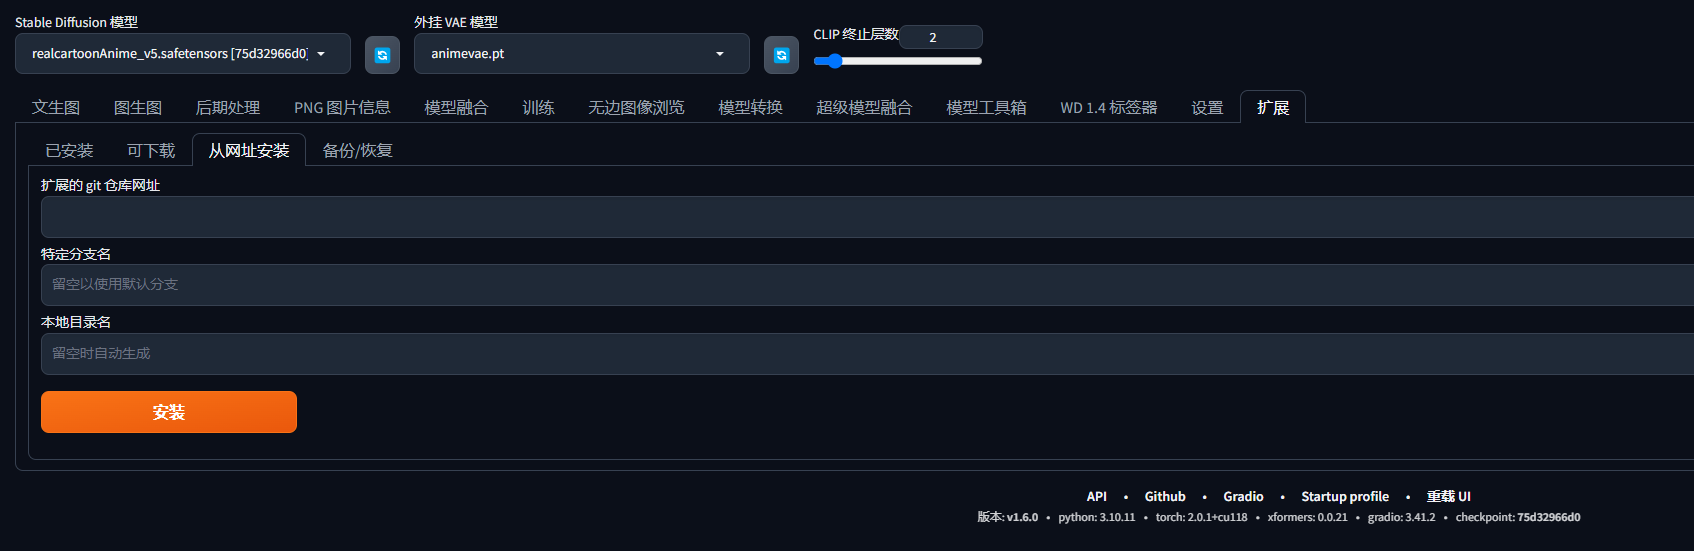 Stable Diffusion 模型
外挂 VAE 模型
CLIP 终止层数
2
realcartoonAnime_v5.safetensors [75d32966d0]
animevae.pt
文生图 图生图 后期处理 PNG 图片信息 模型融合 训练 无边图像浏览 模型转换 超级模型融合 模型工具箱 WD 1.4 标签器 设置 扩展
已安装 可下载 从网址安装 备份/恢复
扩展的 git 仓库网址
特定分支名
留空以使用默认分支
本地目录名
留空时自动生成
安装
API • Github • Gradio • Startup profile • 重载 UI
版本: v1.6.0 • python: 3.10.11 • torch: 2.0.1+cu118 • xformers: 0.0.21 • gradio: 3.41.2 • checkpoint: 75d32966d0